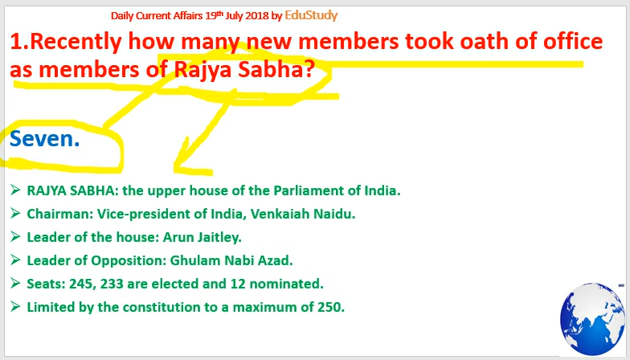 Daily Current Affairs 19th July 2018 by EduStudy
1.Recently how many new members took oath of office
as members of Rajya Sabha?
Seven.
➢ RAJYA SABHA: the upper house of the Parliament of India.
➢ Chairman: Vice-president of India, Venkaiah Naidu.
➢ Leader of the house: Arun Jaitley.
➢ Leader of Opposition: Ghulam Nabi Azad.
➢ Seats: 245, 233 are elected and 12 nominated.
➢ Limited by the constitution to a maximum of 250.